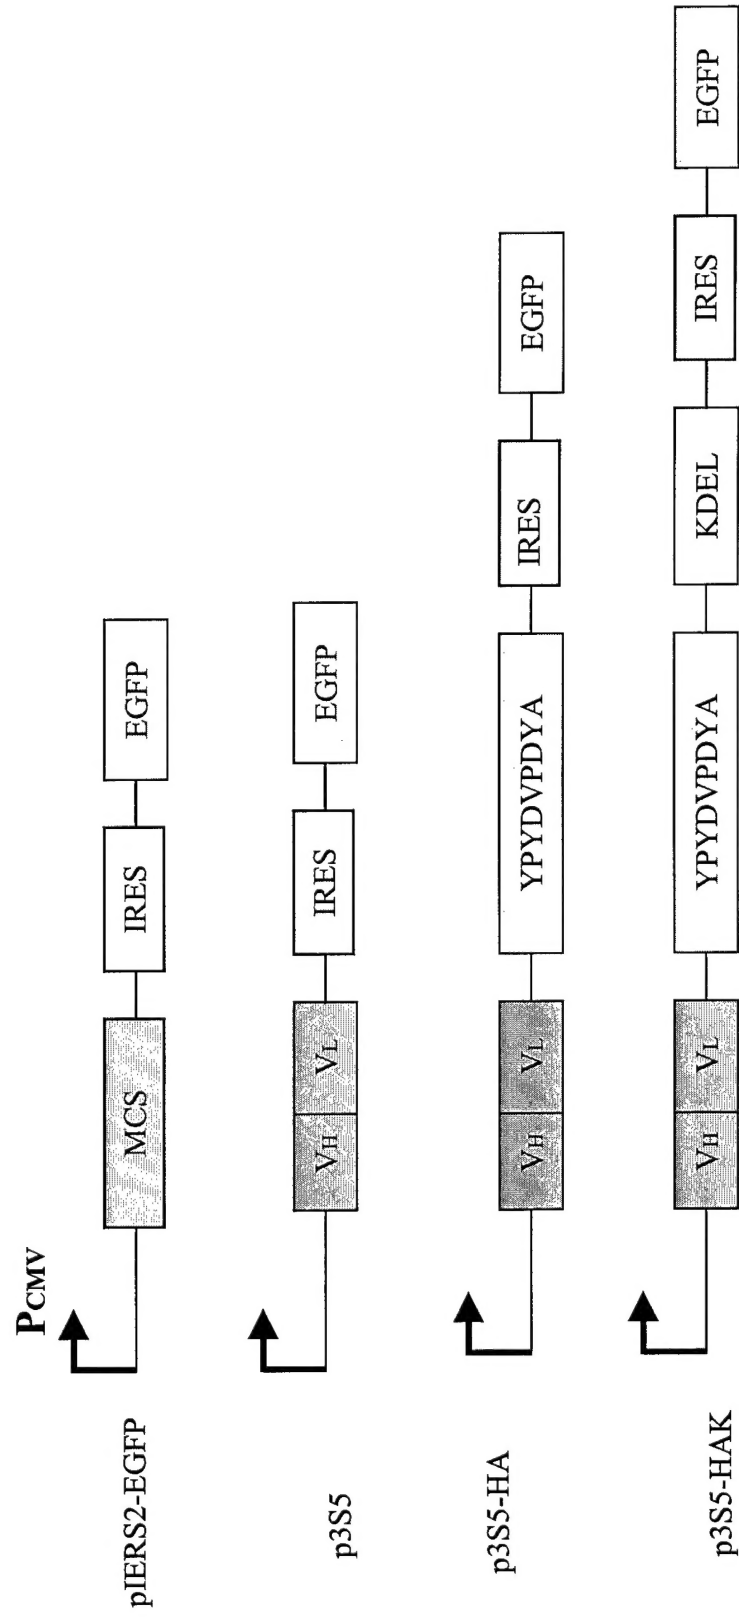 PCMV
pIERS2-EGFP
MCS
IRES
EGFP
p3S5
VH
VL
IRES
EGFP
p3S5-HA
VH
VL
YPYDVPDYA
IRES
EGFP
p3S5-HAK
VH
VL
YPYDVPDYA
KDEL
IRES
EGFP